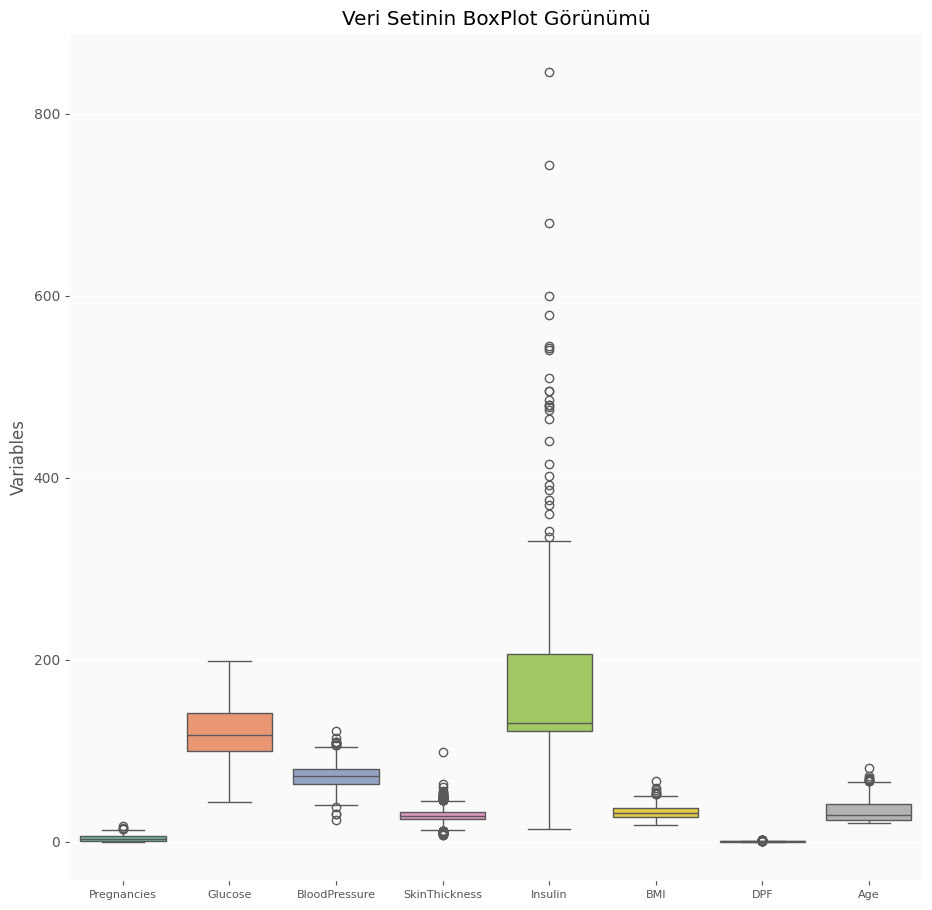 Veri Setinin BoxPlot Görünümü
Variables
800
600
400
200
0
Pregnancies Glucose BloodPressure SkinThickness Insulin BMI DPF Age